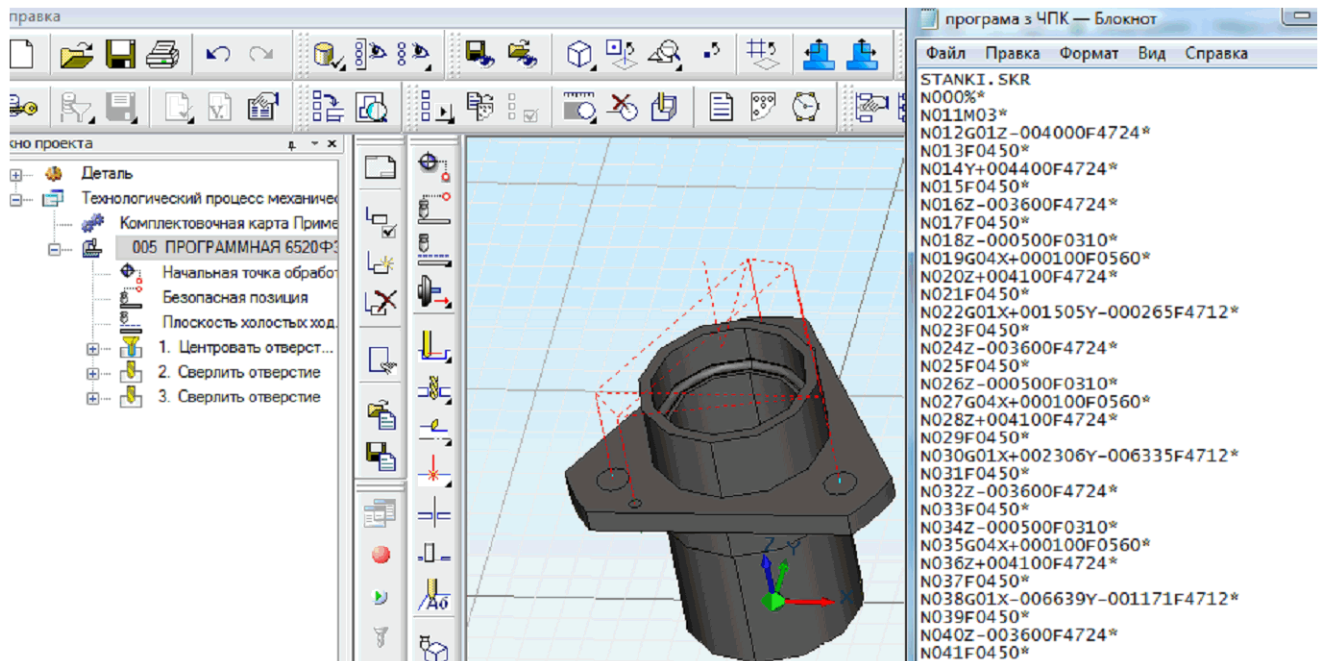 правка
но проекта
Деталь
Технологический процесс механичес
Комплектовочная карта Приме
005 ПРОГРАММНАЯ 6520Ф3
Начальная точка обработ
Безопасная позиция
Плоскость холостых ход
1. Центровать отверст...
2. Сверлить отверстие
3. Сверлить отверстие
Аб
Z
Y
X
програма з ЧПК — Блокнот
Файл Правка Формат Вид Справка
STANKI.SKR
N000%*
N011M03*
N012G01Z-004000F4724*
N013F0450*
N014Y+004400F4724*
N015F0450*
N016Z-003600F4724*
N017F0450*
N018Z-000500F0310*
N019G04X+000100F0560*
N020Z+004100F4724*
N021F0450*
N022G01X+001505Y-000265F4712*
N023F0450*
N024Z-003600F4724*
N025F0450*
N026Z-000500F0310*
N027G04X+000100F0560*
N028Z+004100F4724*
N029F0450*
N030G01X+002306Y-006335F4712*
N031F0450*
N032Z-003600F4724*
N033F0450*
N034Z-000500F0310*
N035G04X+000100F0560*
N036Z+004100F4724*
N037F0450*
N038G01X-006639Y-001171F4712*
N039F0450*
N040Z-003600F4724*
N041F0450*